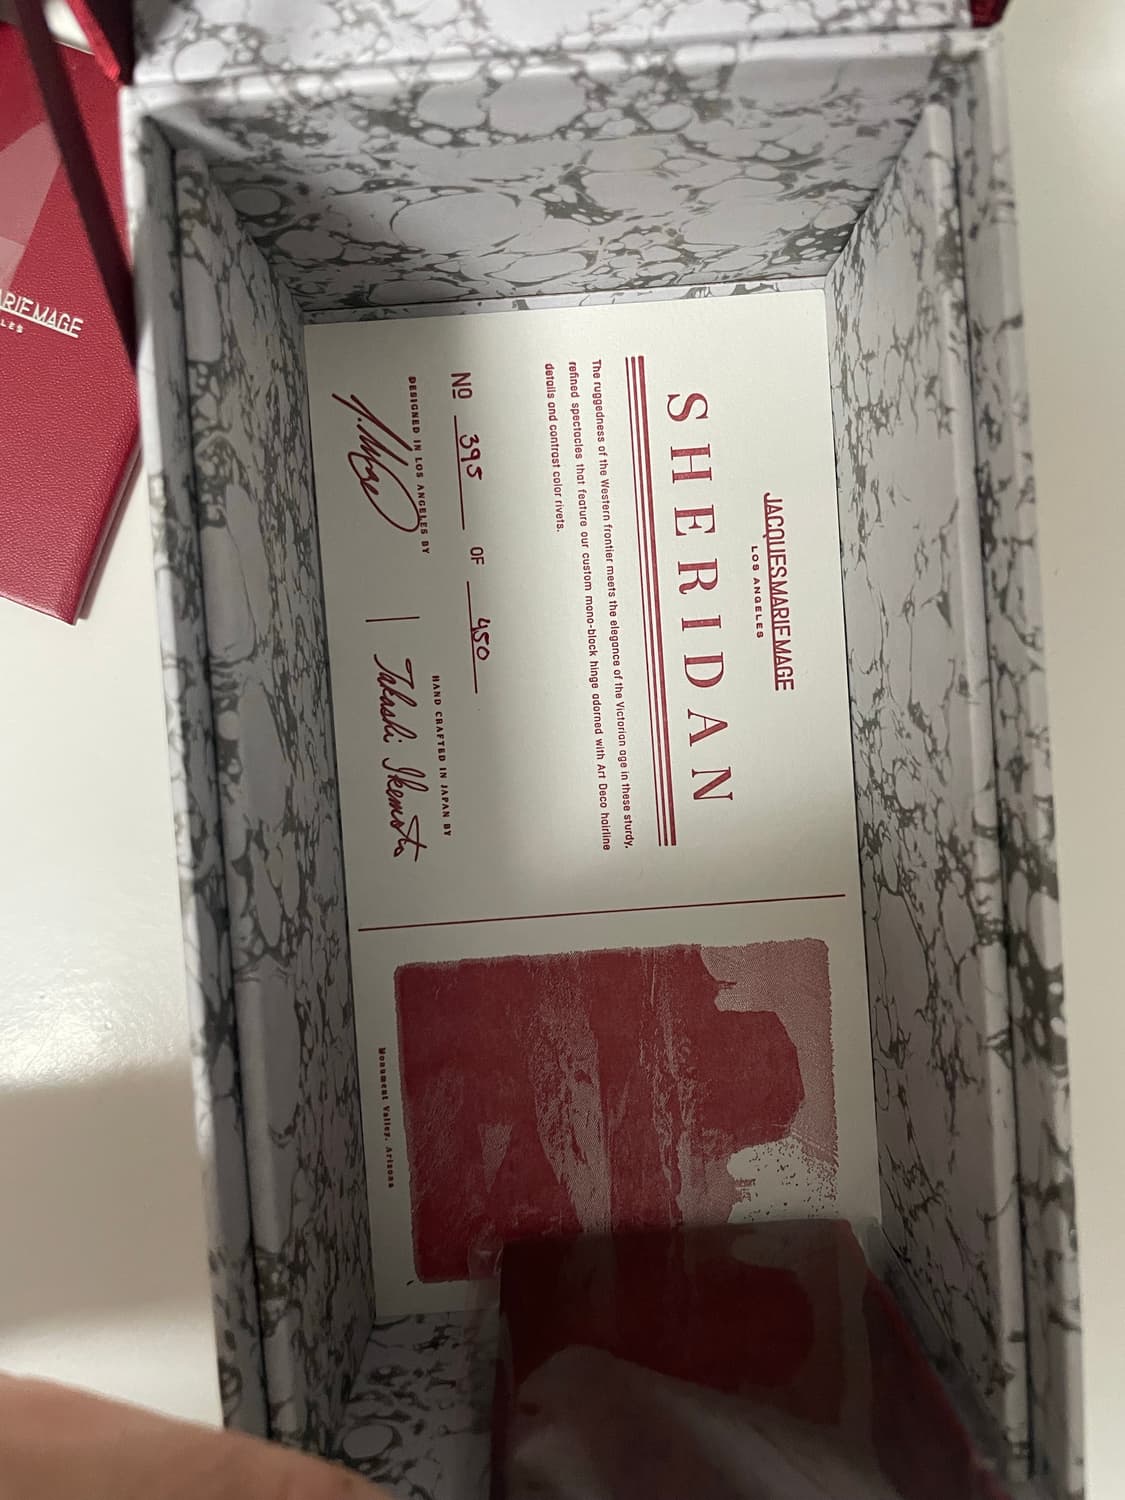 JACQUESMARIEMAGE
LOS ANGELES
SHERIDAN
The ruggedness of the Western frontier meets the elegance of the Victorian age in these sturdy,
refined spectacles that feature our custom mono-block hinge adorned with Art Deco hairline
details and contrast color rivets.
No 395 OF 450
DESIGNED IN LOS ANGELES BY
HAND CRAFTED IN JAPAN BY
Takashi Ikemoto
Monument Valley, Arizona
ARIEMAGE
LES